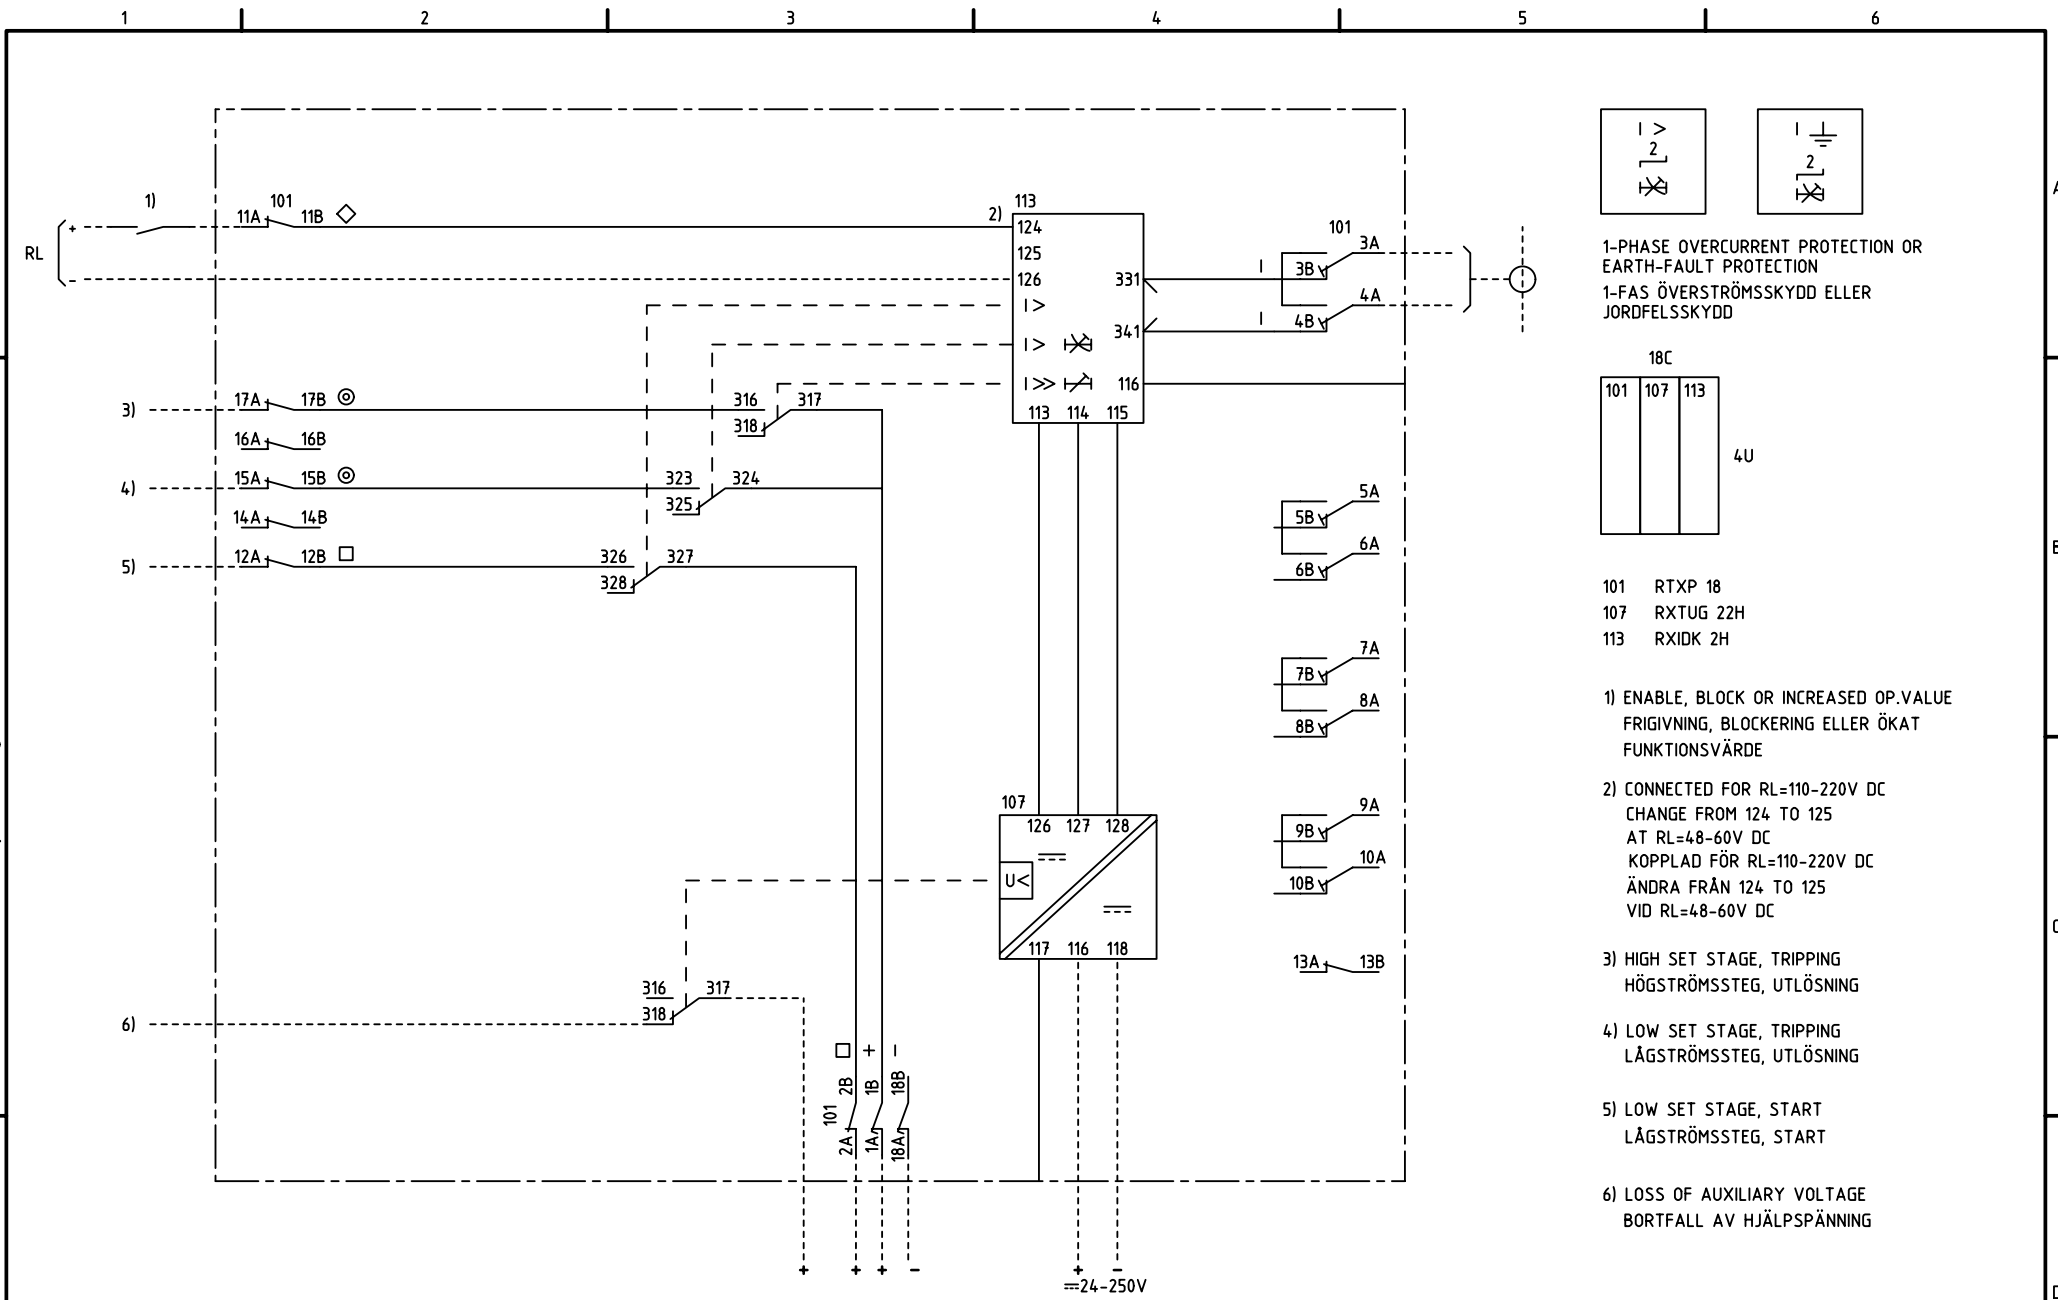 1 2 3 4 5 6
1) 101
11A 11B
RL + -
2) 113
124
125
126 331
I>
341
I>
I>> 116
113 114 115
101
3A
I 3B
4A
I 4B
3) 17A 17B 316 317
318
16A 16B
4) 15A 15B 323 324
325
14A 14B
5) 12A 12B 326 327
328
5A
5B
6A
6B
7A
7B
8A
8B
9A
9B
10A
10B
13A 13B
107
126 127 128
U<
117 116 118
316 317
6) 318
+ −
2B 1B 18B
101
2A 1A 18A
+ + + − + −
24-250V
I >
2
I
2
1-PHASE OVERCURRENT PROTECTION OR
EARTH-FAULT PROTECTION
1-FAS ÖVERSTRÖMSSKYDD ELLER
JORDFELSSKYDD
18C
101 107 113
4U
101 RTXP 18
107 RXTUG 22H
113 RXIDK 2H
1) ENABLE, BLOCK OR INCREASED OP.VALUE
FRIGIVNING, BLOCKERING ELLER ÖKAT
FUNKTIONSVÄRDE
2) CONNECTED FOR RL=110-220V DC
CHANGE FROM 124 TO 125
AT RL=48-60V DC
KOPPLAD FÖR RL=110-220V DC
ÄNDRA FRÅN 124 TO 125
VID RL=48-60V DC
3) HIGH SET STAGE, TRIPPING
HÖGSTRÖMSSTEG, UTLÖSNING
4) LOW SET STAGE, TRIPPING
LÅGSTRÖMSSTEG, UTLÖSNING
5) LOW SET STAGE, START
LÅGSTRÖMSSTEG, START
6) LOSS OF AUXILIARY VOLTAGE
BORTFALL AV HJÄLPSPÄNNING